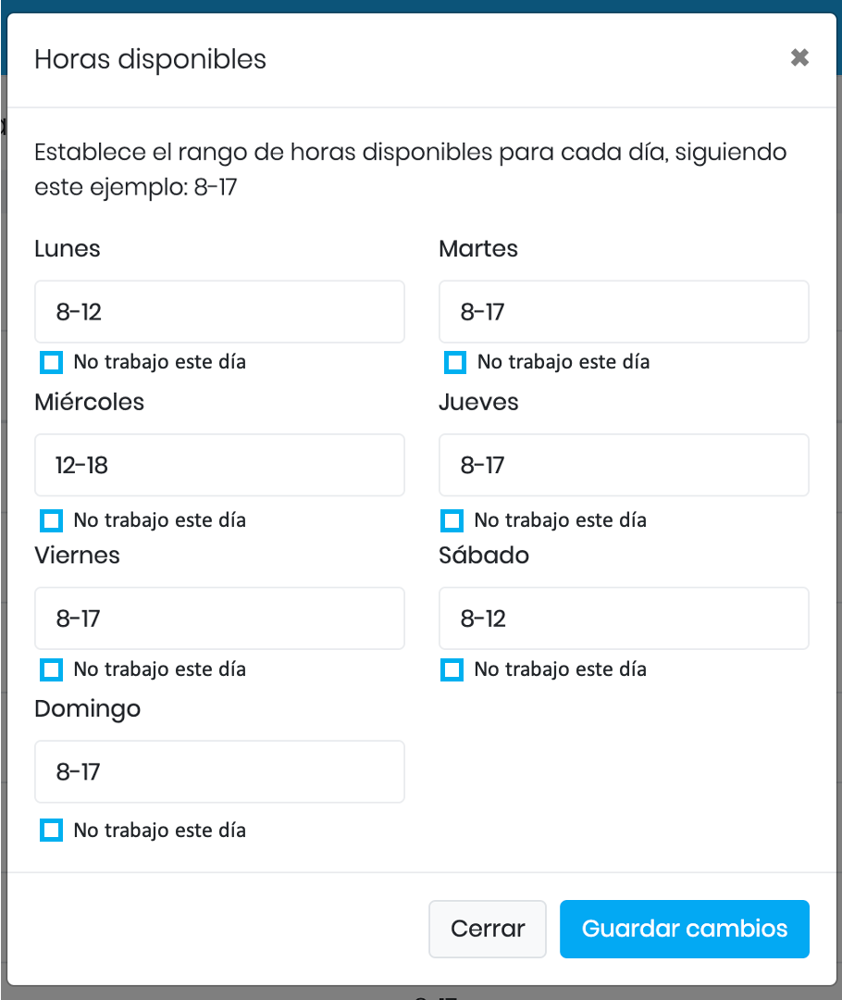 Horas disponibles
Establece el rango de horas disponibles para cada día, siguiendo
este ejemplo: 8-17
Lunes
Martes
8-12
8-17
No trabajo este día
No trabajo este día
Miércoles
Jueves
12-18
8-17
No trabajo este día
No trabajo este día
Viernes
Sábado
8-17
8-12
No trabajo este día
No trabajo este día
Domingo
8-17
No trabajo este día
Cerrar
Guardar cambios